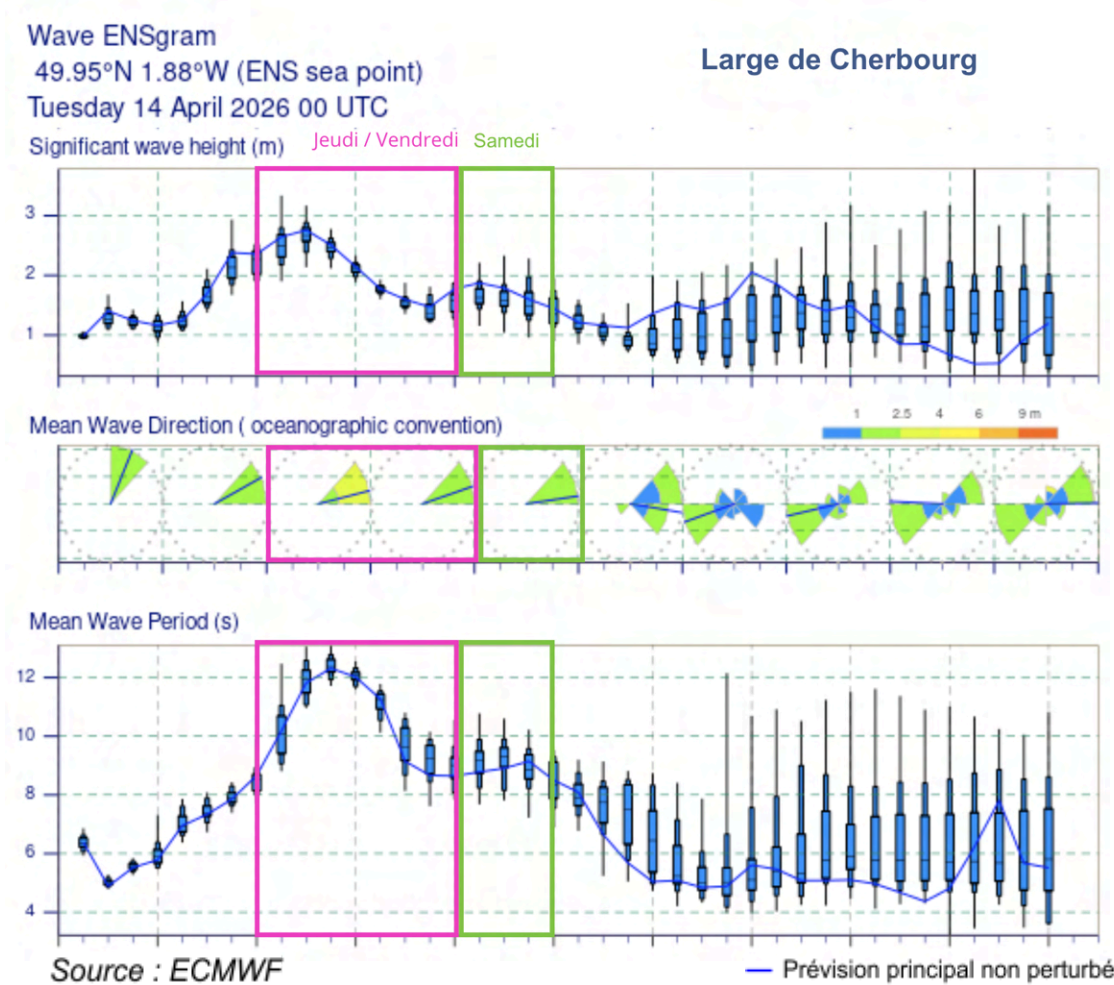 Wave ENSgram
49.95°N 1.88°W (ENS sea point)
Large de Cherbourg
Tuesday 14 April 2026 00 UTC
Significant wave height (m)
Jeudi / Vendredi
Samedi
3
2
1
Mean Wave Direction ( oceanographic convention)
1 2.5 4 6 9 m
Mean Wave Period (s)
12
10
8
6
4
Source : ECMWF
Prévision principal non perturbé